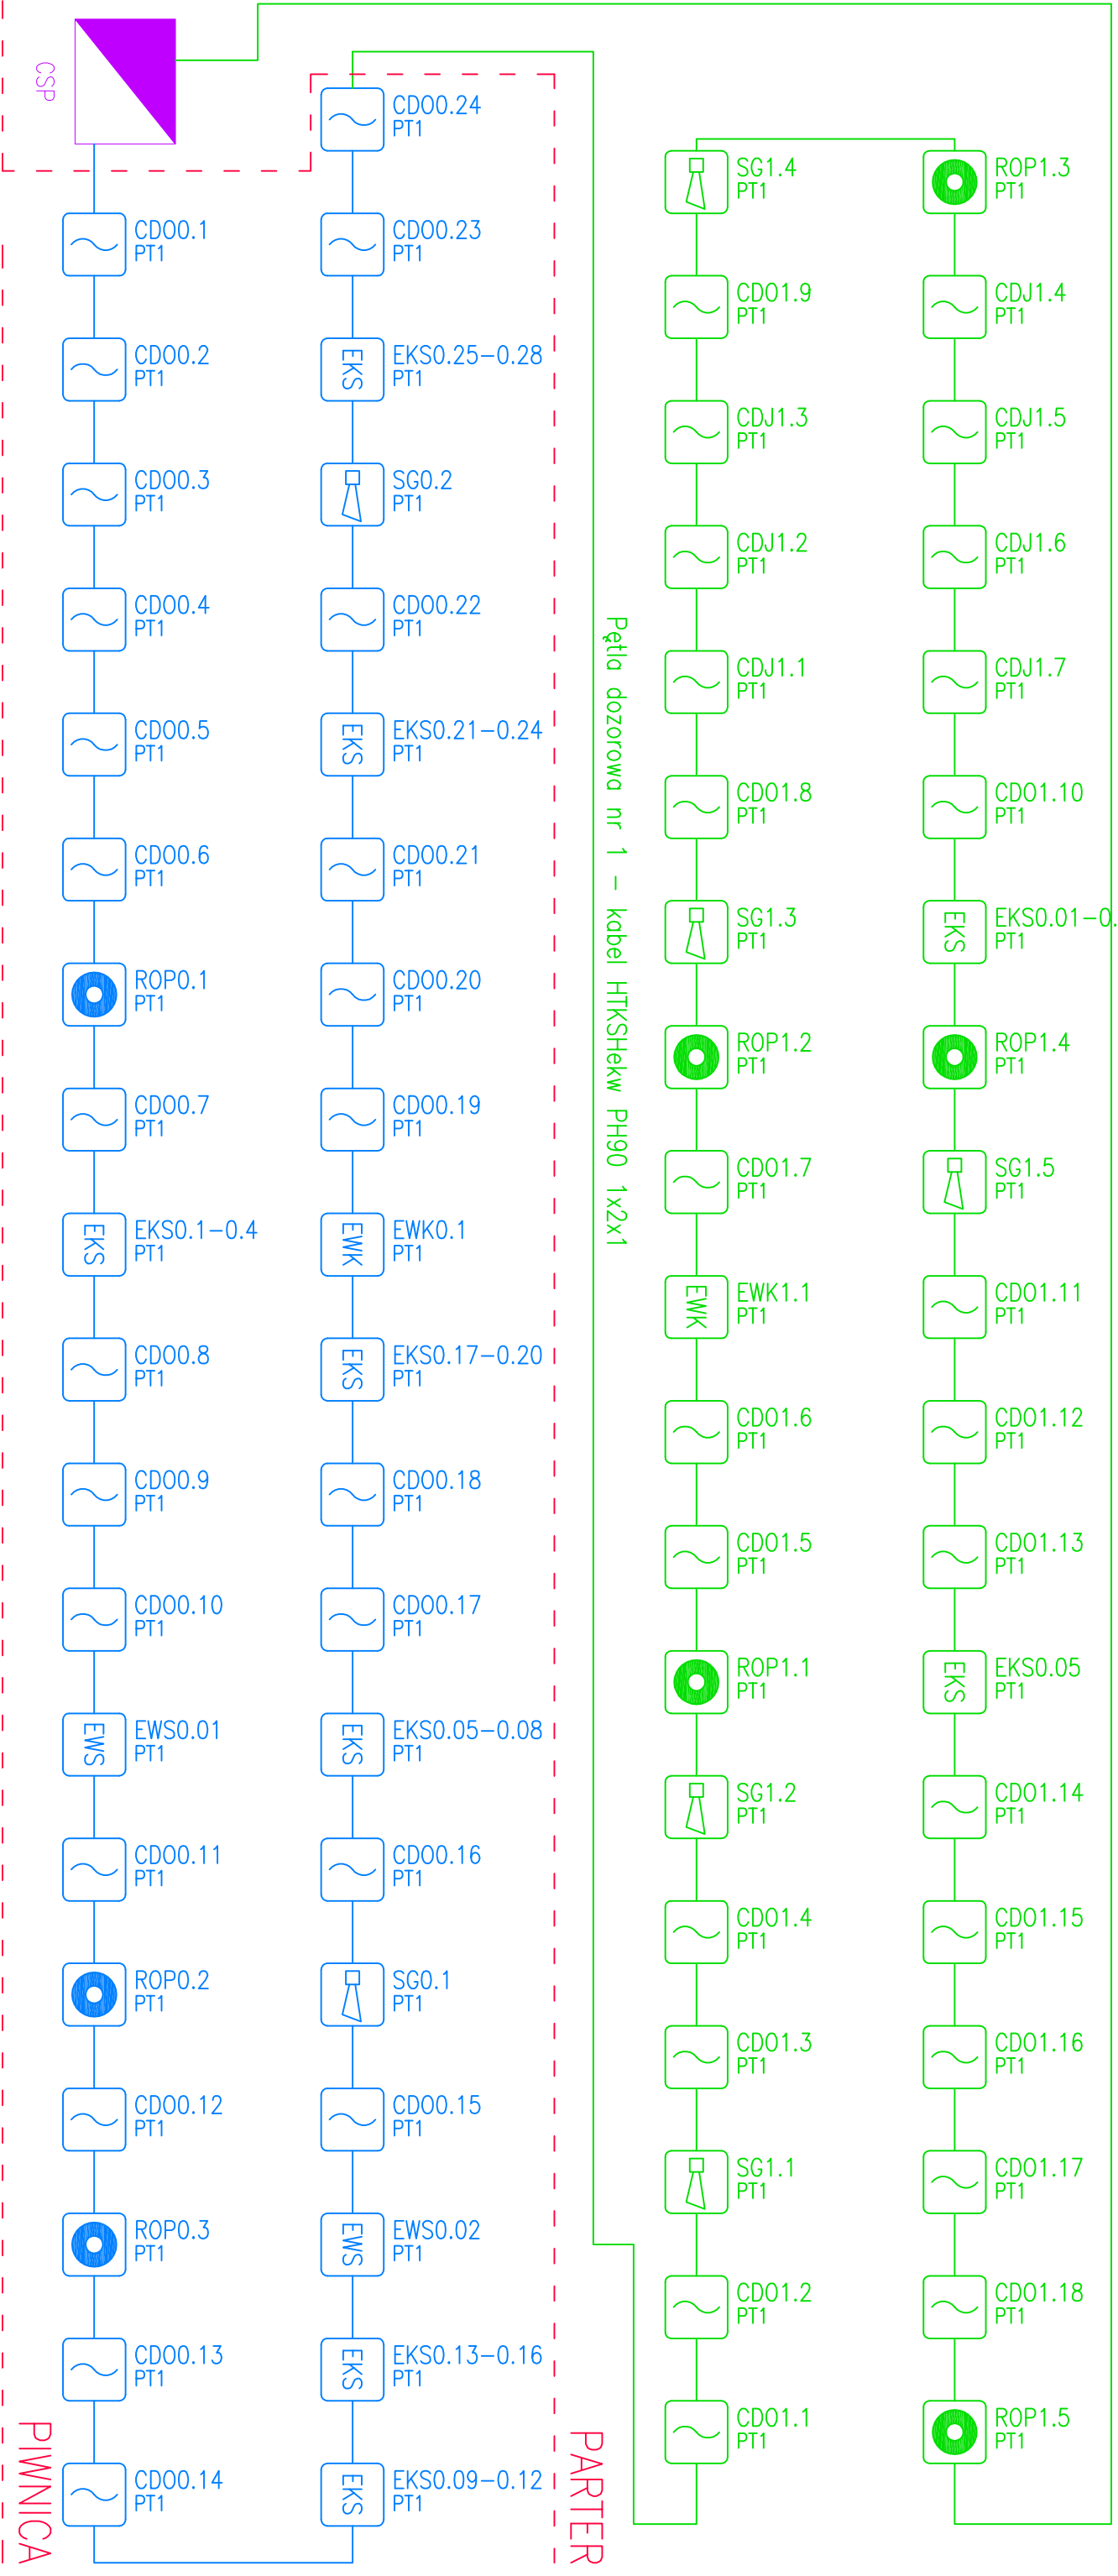 CSP
CDO0.1
PT1
CDO0.2
PT1
CDO0.3
PT1
CDO0.4
PT1
CDO0.5
PT1
CDO0.6
PT1
ROP0.1
PT1
CDO0.7
PT1
EKS
EKS0.1-0.4
PT1
CDO0.8
PT1
CDO0.9
PT1
CDO0.10
PT1
EWS
EWS0.01
PT1
CDO0.11
PT1
ROP0.2
PT1
CDO0.12
PT1
ROP0.3
PT1
CDO0.13
PT1
CDO0.14
PT1
PIWNICA
CDO0.24
PT1
CDO0.23
PT1
EKS
EKS0.25-0.28
PT1
SG0.2
PT1
CDO0.22
PT1
EKS
EKS0.21-0.24
PT1
CDO0.21
PT1
CDO0.20
PT1
CDO0.19
PT1
EWK
EWK0.1
PT1
EKS
EKS0.17-0.20
PT1
CDO0.18
PT1
CDO0.17
PT1
EKS
EKS0.05-0.08
PT1
CDO0.16
PT1
SG0.1
PT1
CDO0.15
PT1
EWS
EWS0.02
PT1
EKS
EKS0.13-0.16
PT1
EKS
EKS0.09-0.12
PT1
PARTER
Pętla dozorowa nr 1 - kabel HTKSHekw PH90 1x2x1
SG1.4
PT1
CDO1.9
PT1
CDJ1.3
PT1
CDJ1.2
PT1
CDJ1.1
PT1
CDO1.8
PT1
SG1.3
PT1
ROP1.2
PT1
CDO1.7
PT1
EWK
EWK1.1
PT1
CDO1.6
PT1
CDO1.5
PT1
ROP1.1
PT1
SG1.2
PT1
CDO1.4
PT1
CDO1.3
PT1
SG1.1
PT1
CDO1.2
PT1
CDO1.1
PT1
ROP1.3
PT1
CDJ1.4
PT1
CDJ1.5
PT1
CDJ1.6
PT1
CDJ1.7
PT1
CDO1.10
PT1
EKS
EKS0.01-0.
PT1
ROP1.4
PT1
SG1.5
PT1
CDO1.11
PT1
CDO1.12
PT1
CDO1.13
PT1
EKS
EKS0.05
PT1
CDO1.14
PT1
CDO1.15
PT1
CDO1.16
PT1
CDO1.17
PT1
CDO1.18
PT1
ROP1.5
PT1